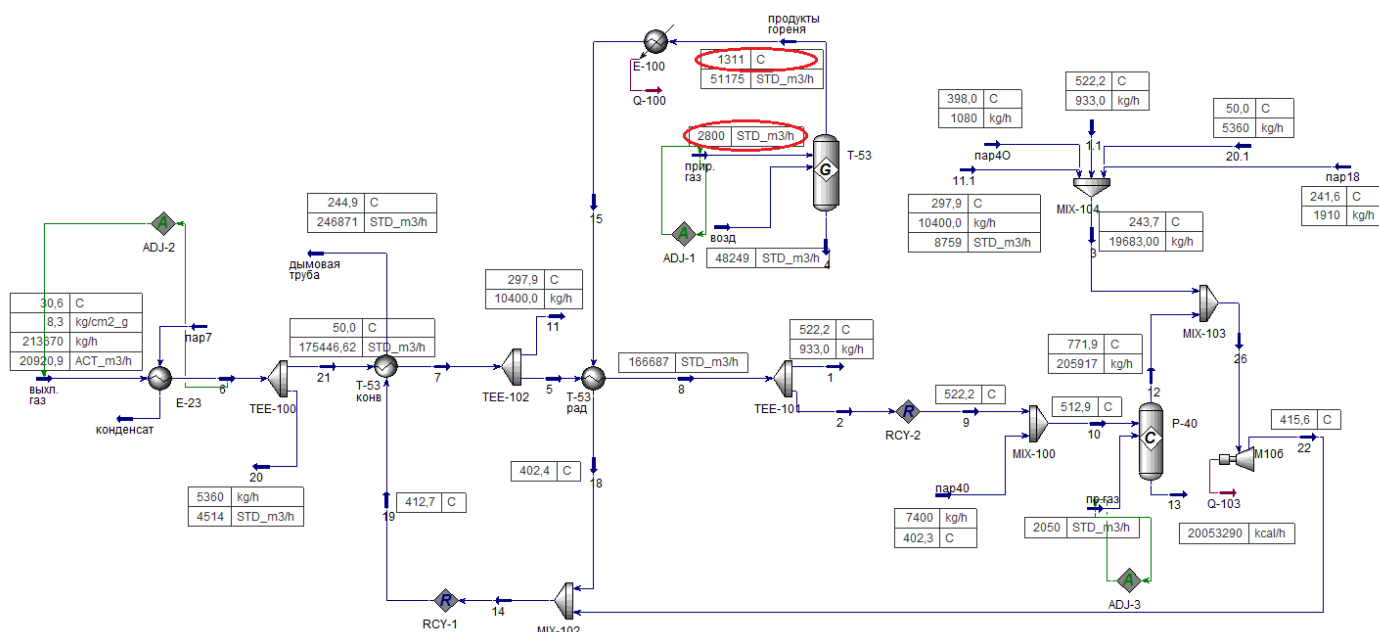 продукты
гореня
1311 C
51175 STD_m3/h
E-100
Q-100
2800 STD_m3/h
прир.
газ
T-53
G
A
ADJ-1
возд
48249 STD_m3/h
4
15
522,2 C
933,0 kg/h
398,0 C
1080 kg/h
50,0 C
5360 kg/h
1.1
пар4О
20.1
11.1
пар18
MIX-104
297,9 C
10400,0 kg/h
8759 STD_m3/h
241,6 C
1910 kg/h
243,7 C
19683,00 kg/h
3
244,9 C
246871 STD_m3/h
A
ADJ-2
дымовая
труба
297,9 C
10400,0 kg/h
11
30,6 C
8,3 kg/cm2_g
213670 kg/h
20920,9 ACT_m3/h
пар7
50,0 C
175446,62 STD_m3/h
выхл.
газ
E-23
6
TEE-100
21
T-53
конв
7
TEE-102
5
T-53
рад
166687 STD_m3/h
8
522,2 C
933,0 kg/h
1
TEE-101
конденсат
20
5360 kg/h
4514 STD_m3/h
2
R
RCY-2
522,2 C
9
MIX-100
512,9 C
10
771,9 C
205917 kg/h
12
P-40
C
MIX-103
26
415,6 C
M106
22
Q-103
20053290 kcal/h
13
402,4 C
18
412,7 C
19
пар40
7400 kg/h
402,3 C
пр.газ
2050 STD_m3/h
A
ADJ-3
R
RCY-1
14
MIX-102